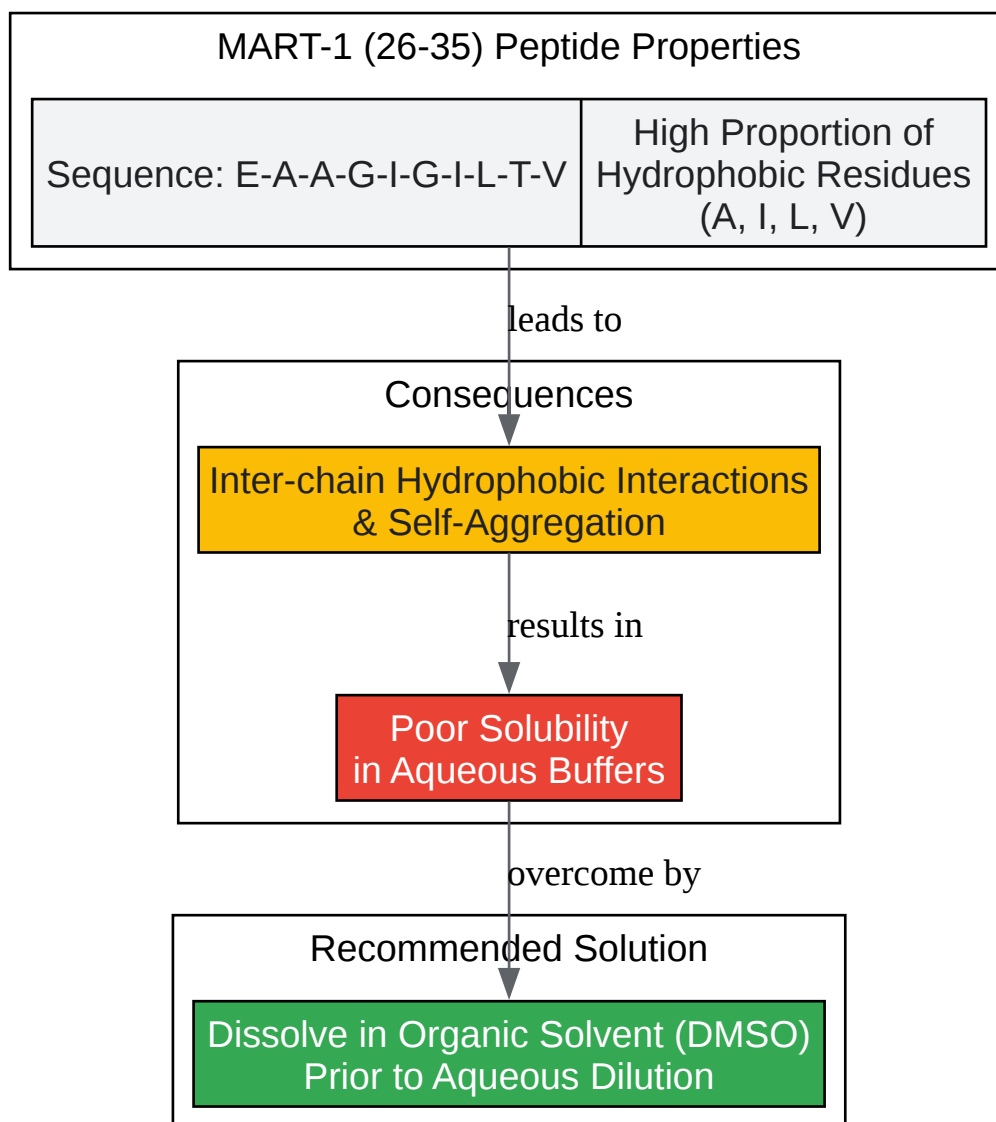 MART-1 (26-35) Peptide Properties
Sequence: E-A-A-G-I-G-I-L-T-V
High Proportion of
Hydrophobic Residues
(A, I, L, V)
leads to
Consequences
Inter-chain Hydrophobic Interactions
& Self-Aggregation
results in
Poor Solubility
in Aqueous Buffers
overcome by
Recommended Solution
Dissolve in Organic Solvent (DMSO)
Prior to Aqueous Dilution